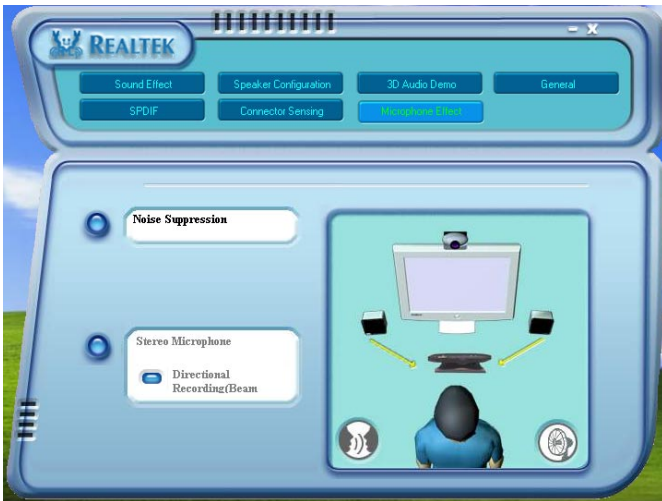 REALTEK
- X
Sound Effect
Speaker Configuration
3D Audio Demo
General
SPDIF
Connector Sensing
Microphone Effect
Noise Suppression
Stereo Microphone
Directional
Recording(Beam